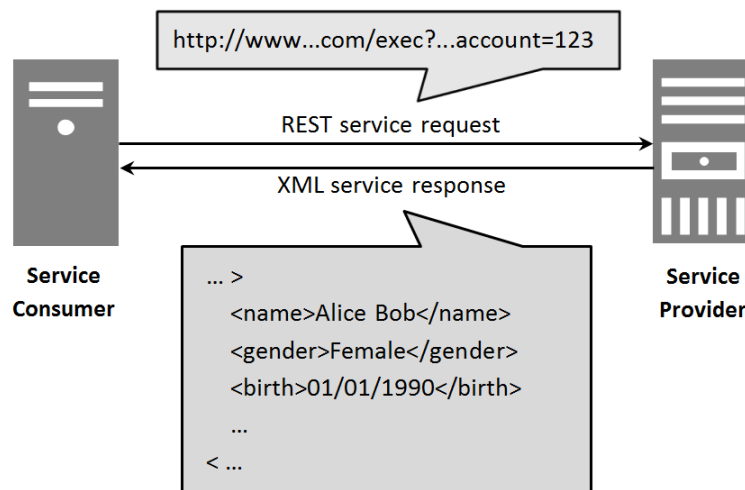 http://www...com/exec?...account=123
REST service request
XML service response
Service
Consumer
Service
Provider
... >
<name>Alice Bob</name>
<gender>Female</gender>
<birth>01/01/1990</birth>
...
< ...